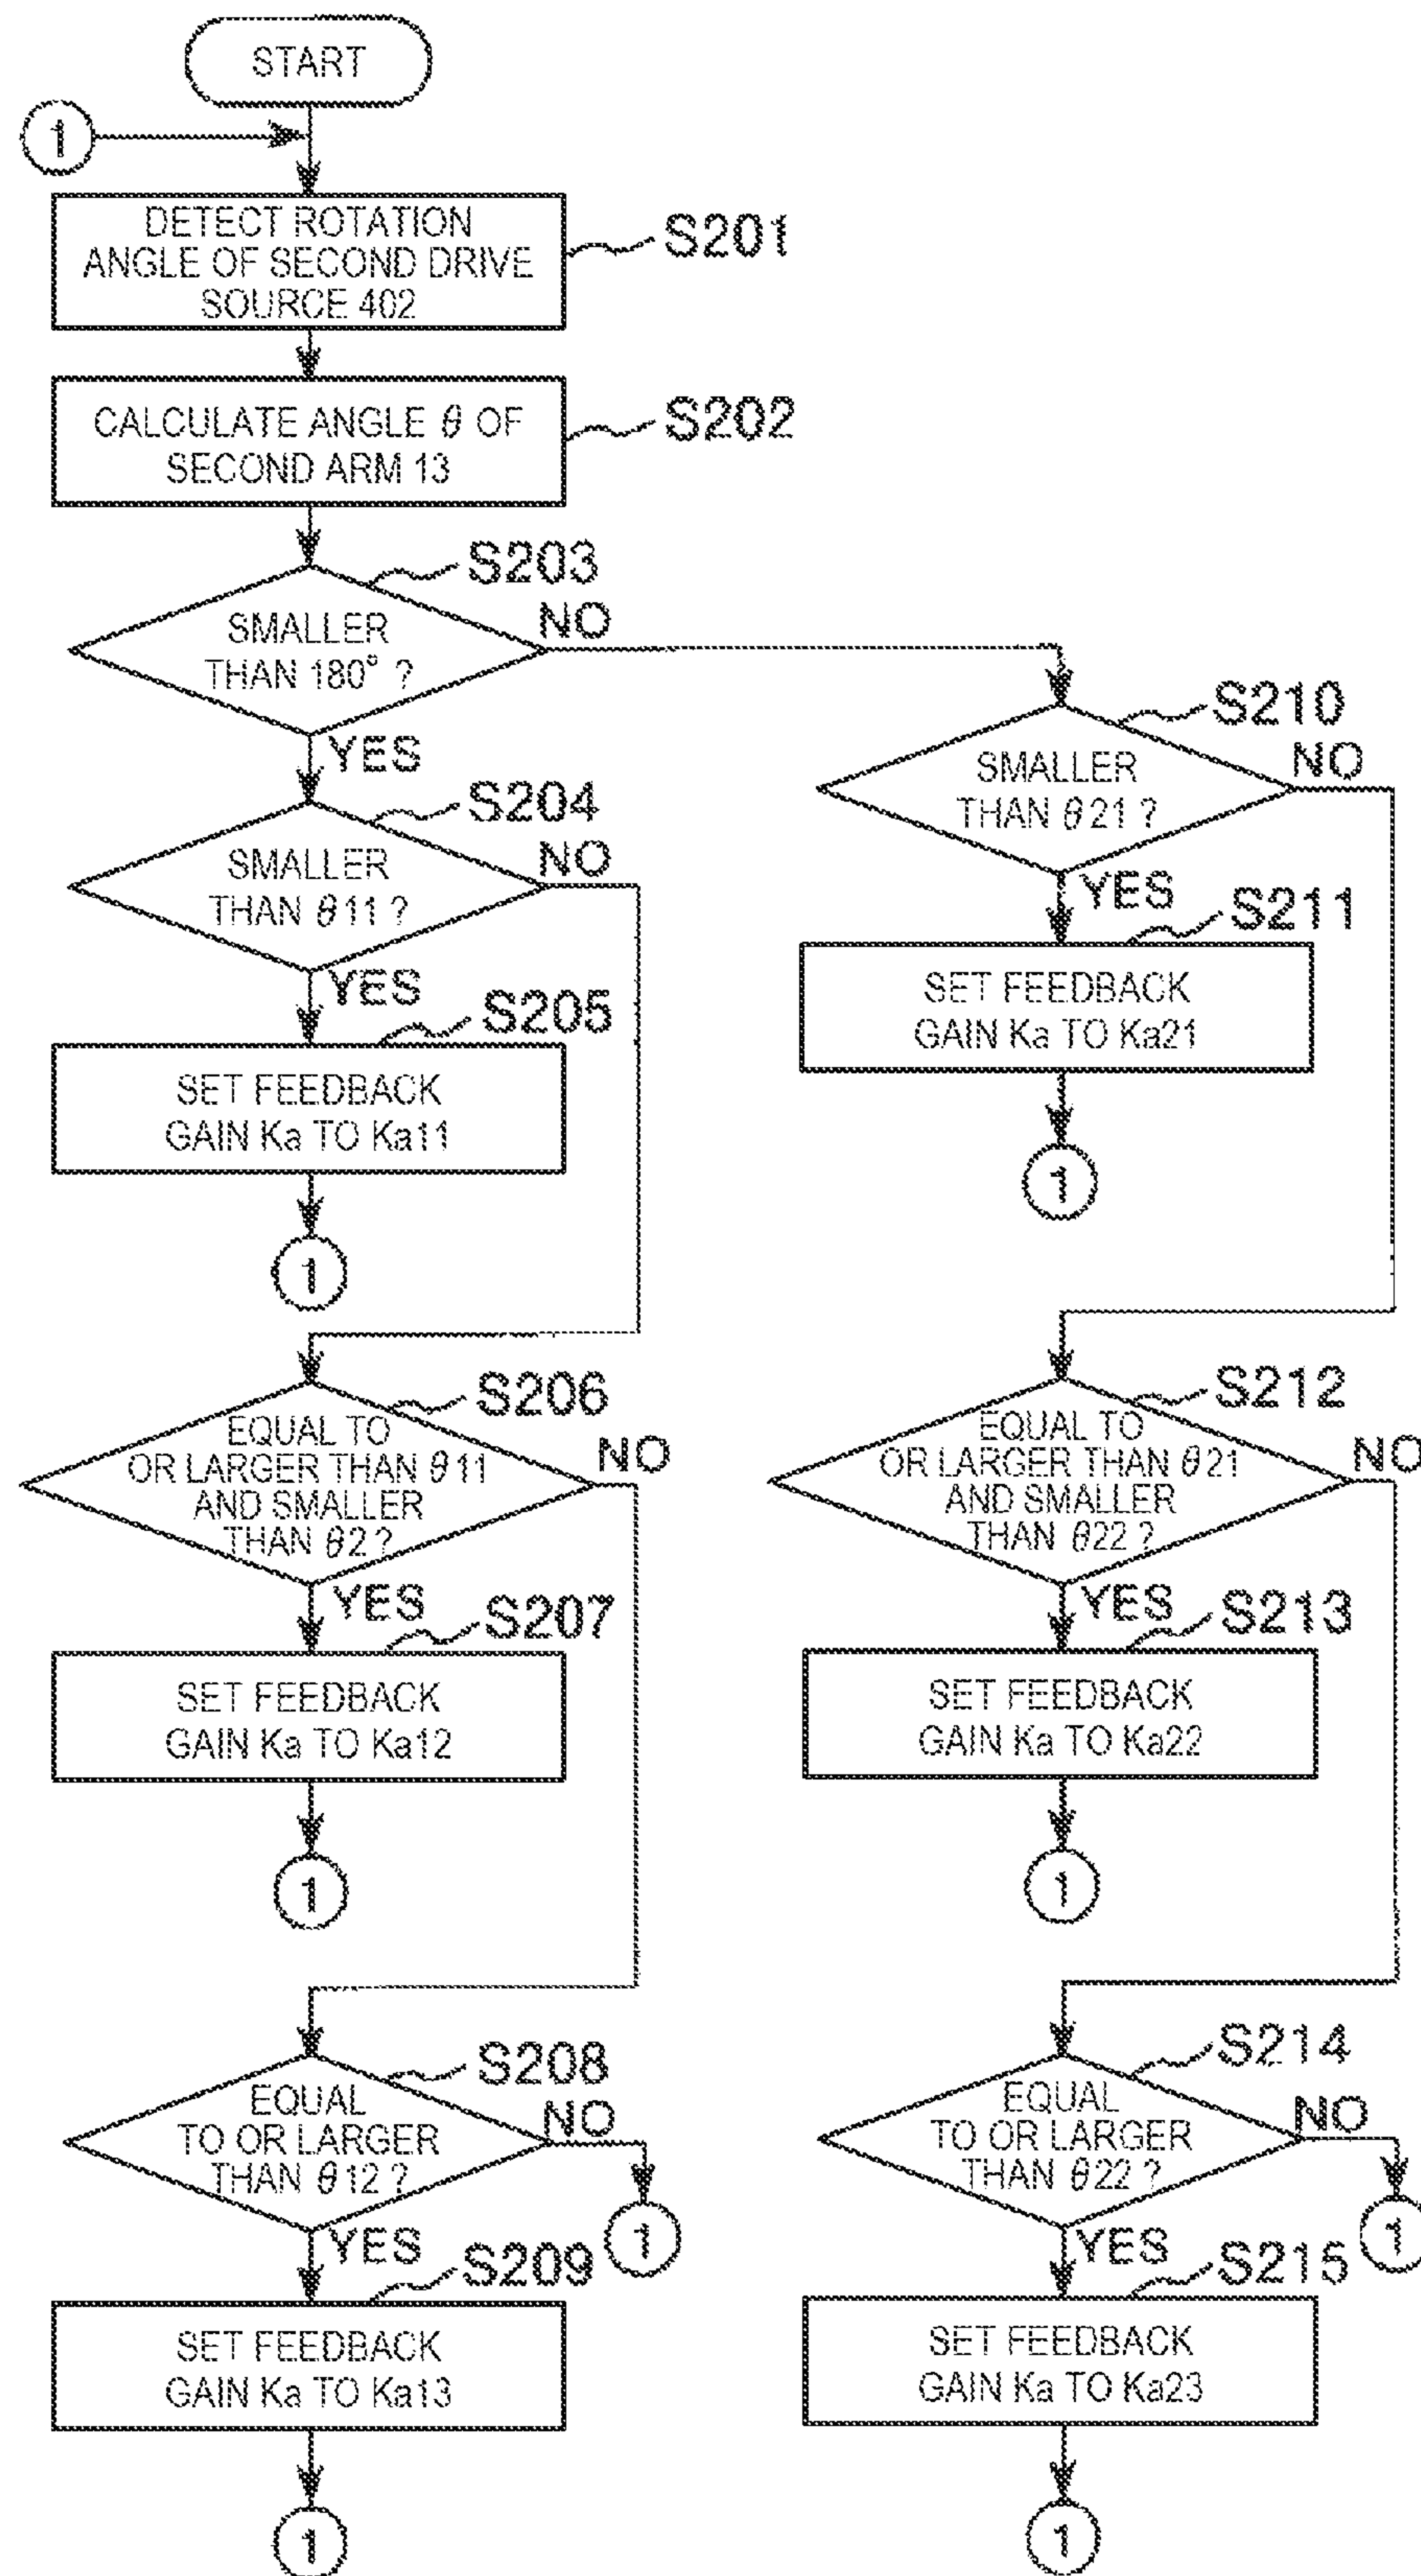 START
1
DETECT ROTATION
ANGLE OF SECOND DRIVE
SOURCE 402
S201
CALCULATE ANGLE θ OF
SECOND ARM 13
S202
S203
SMALLER
THAN 180° ?
NO
YES
S204
SMALLER
THAN θ11 ?
NO
YES
S205
SET FEEDBACK
GAIN Ka TO Ka11
1
S206
EQUAL TO
OR LARGER THAN θ11
AND SMALLER
THAN θ2 ?
NO
YES
S207
SET FEEDBACK
GAIN Ka TO Ka12
1
S208
EQUAL
TO OR LARGER
THAN θ12 ?
NO
1
YES
S209
SET FEEDBACK
GAIN Ka TO Ka13
1
S210
SMALLER
THAN θ21 ?
NO
YES
S211
SET FEEDBACK
GAIN Ka TO Ka21
1
S212
EQUAL TO
OR LARGER THAN θ21
AND SMALLER
THAN θ22 ?
NO
YES
S213
SET FEEDBACK
GAIN Ka TO Ka22
1
S214
EQUAL
TO OR LARGER
THAN θ22 ?
NO
1
YES
S215
SET FEEDBACK
GAIN Ka TO Ka23
1